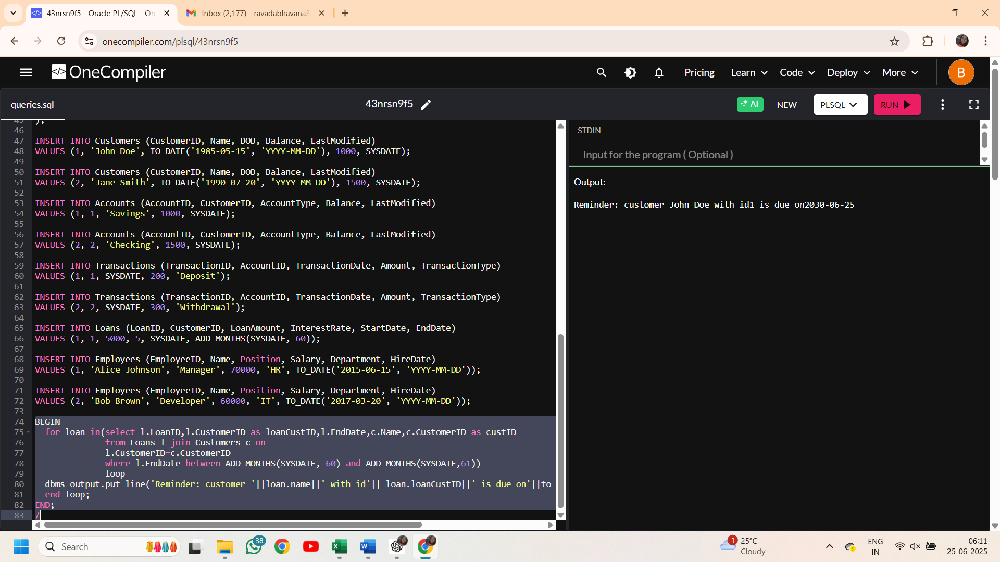 43nrsn9f5 - Oracle PL/SQL - On
Inbox (2,177) - ravadabhavana3
onecompiler.com/plsql/43nrsn9f5
</> OneCompiler
Pricing
Learn
Code
Deploy
More
B
queries.sql
43nrsn9f5
AI
NEW
PLSQL
RUN
45 );
46
47 INSERT INTO Customers (CustomerID, Name, DOB, Balance, LastModified)
48 VALUES (1, 'John Doe', TO_DATE('1985-05-15', 'YYYY-MM-DD'), 1000, SYSDATE);
49
50 INSERT INTO Customers (CustomerID, Name, DOB, Balance, LastModified)
51 VALUES (2, 'Jane Smith', TO_DATE('1990-07-20', 'YYYY-MM-DD'), 1500, SYSDATE);
52
53 INSERT INTO Accounts (AccountID, CustomerID, AccountType, Balance, LastModified)
54 VALUES (1, 1, 'Savings', 1000, SYSDATE);
55
56 INSERT INTO Accounts (AccountID, CustomerID, AccountType, Balance, LastModified)
57 VALUES (2, 2, 'Checking', 1500, SYSDATE);
58
59 INSERT INTO Transactions (TransactionID, AccountID, TransactionDate, Amount, TransactionType)
60 VALUES (1, 1, SYSDATE, 200, 'Deposit');
61
62 INSERT INTO Transactions (TransactionID, AccountID, TransactionDate, Amount, TransactionType)
63 VALUES (2, 2, SYSDATE, 300, 'Withdrawal');
64
65 INSERT INTO Loans (LoanID, CustomerID, LoanAmount, InterestRate, StartDate, EndDate)
66 VALUES (1, 1, 5000, 5, SYSDATE, ADD_MONTHS(SYSDATE, 60));
67
68 INSERT INTO Employees (EmployeeID, Name, Position, Salary, Department, HireDate)
69 VALUES (1, 'Alice Johnson', 'Manager', 70000, 'HR', TO_DATE('2015-06-15', 'YYYY-MM-DD'));
70
71 INSERT INTO Employees (EmployeeID, Name, Position, Salary, Department, HireDate)
72 VALUES (2, 'Bob Brown', 'Developer', 60000, 'IT', TO_DATE('2017-03-20', 'YYYY-MM-DD'));
73
74 BEGIN
75 for loan in(select l.LoanID,l.CustomerID as loanCustID,l.EndDate,c.Name,c.CustomerID as custID
76 from Loans l join Customers c on
77 l.CustomerID=c.CustomerID
78 where l.EndDate between ADD_MONTHS(SYSDATE, 60) and ADD_MONTHS(SYSDATE,61))
79 loop
80 dbms_output.put_line('Reminder: customer '||loan.name||' with id'|| loan.loanCustID||' is due on'||to_
81 end loop;
82 END;
83 /
STDIN
Input for the program ( Optional )
Output:
Reminder: customer John Doe with id1 is due on2030-06-25
Search
38
1
25°C
Cloudy
ENG
IN
06:11
25-06-2025